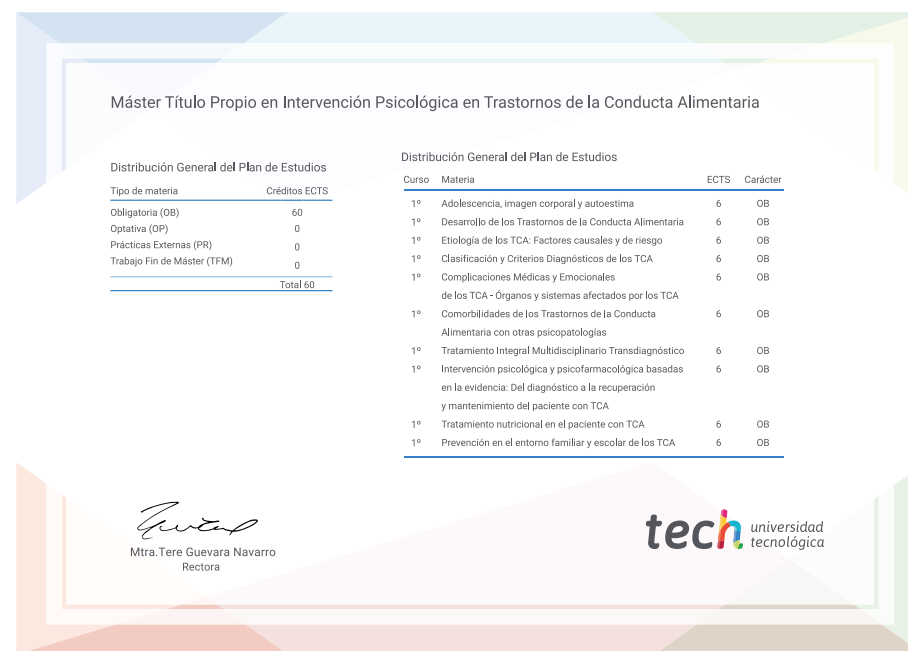 Máster Título Propio en Intervención Psicológica en Trastornos de la Conducta Alimentaria
Distribución General del Plan de Estudios
Tipo de materia Créditos ECTS
Obligatoria (OB) 60
Optativa (OP) 0
Prácticas Externas (PR) 0
Trabajo Fin de Máster (TFM) 0
Total 60
Distribución General del Plan de Estudios
Curso Materia ECTS Carácter
1º Adolescencia, imagen corporal y autoestima 6 OB
1º Desarrollo de los Trastornos de la Conducta Alimentaria 6 OB
1º Etiología de los TCA: Factores causales y de riesgo 6 OB
1º Clasificación y Criterios Diagnósticos de los TCA 6 OB
1º Complicaciones Médicas y Emocionales 6 OB
de los TCA - Órganos y sistemas afectados por los TCA
1º Comorbilidades de los Trastornos de la Conducta 6 OB
Alimentaria con otras psicopatologías
1º Tratamiento Integral Multidisciplinario Transdiagnóstico 6 OB
1º Intervención psicológica y psicofarmacológica basadas 6 OB
en la evidencia: Del diagnóstico a la recuperación
y mantenimiento del paciente con TCA
1º Tratamiento nutricional en el paciente con TCA 6 OB
1º Prevención en el entorno familiar y escolar de los TCA 6 OB
Mtra.Tere Guevara Navarro
Rectora
tech universidad
tecnológica